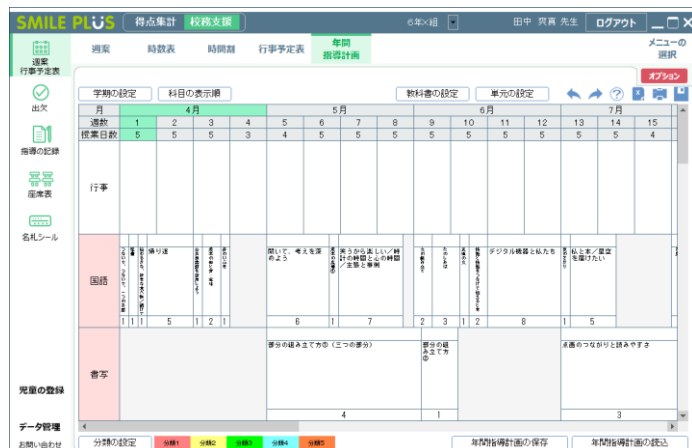 SMILE PLUS 得点集計 校務支援 6年×組 田中 爽真 先生 ログアウト
週案 時数表 時間割 行事予定表 年間指導計画 メニューの選択
週案
行事予定表
出欠
指導の記録
座席表
名札シール
児童の登録
データ管理
お問い合わせ
オプション
学期の設定 科目の表示順 教科書の設定 単元の設定
月 4月 5月 6月 7月
週数 1 2 3 4 5 6 7 8 9 10 11 12 13 14 15
授業日数 5 5 5 3 4 5 5 5 5 5 5 5 5 5 4
行事
国語
帰り道
聞いて、考えを深めよう
笑うから楽しい/時計の時間と心の時間/主張と事例
デジタル機器と私たち
私と本/星空を届けたい
1 1 1 5 1 2 1 6 1 7 2 3 1 2 8 1 5
書写
部分の組み立て方①(三つの部分)
部分の組み立て方②
点画のつながりと読みやすさ
4 1 3
分類の設定 分類1 分類2 分類3 分類4 分類5 年間指導計画の保存 年間指導計画の読込